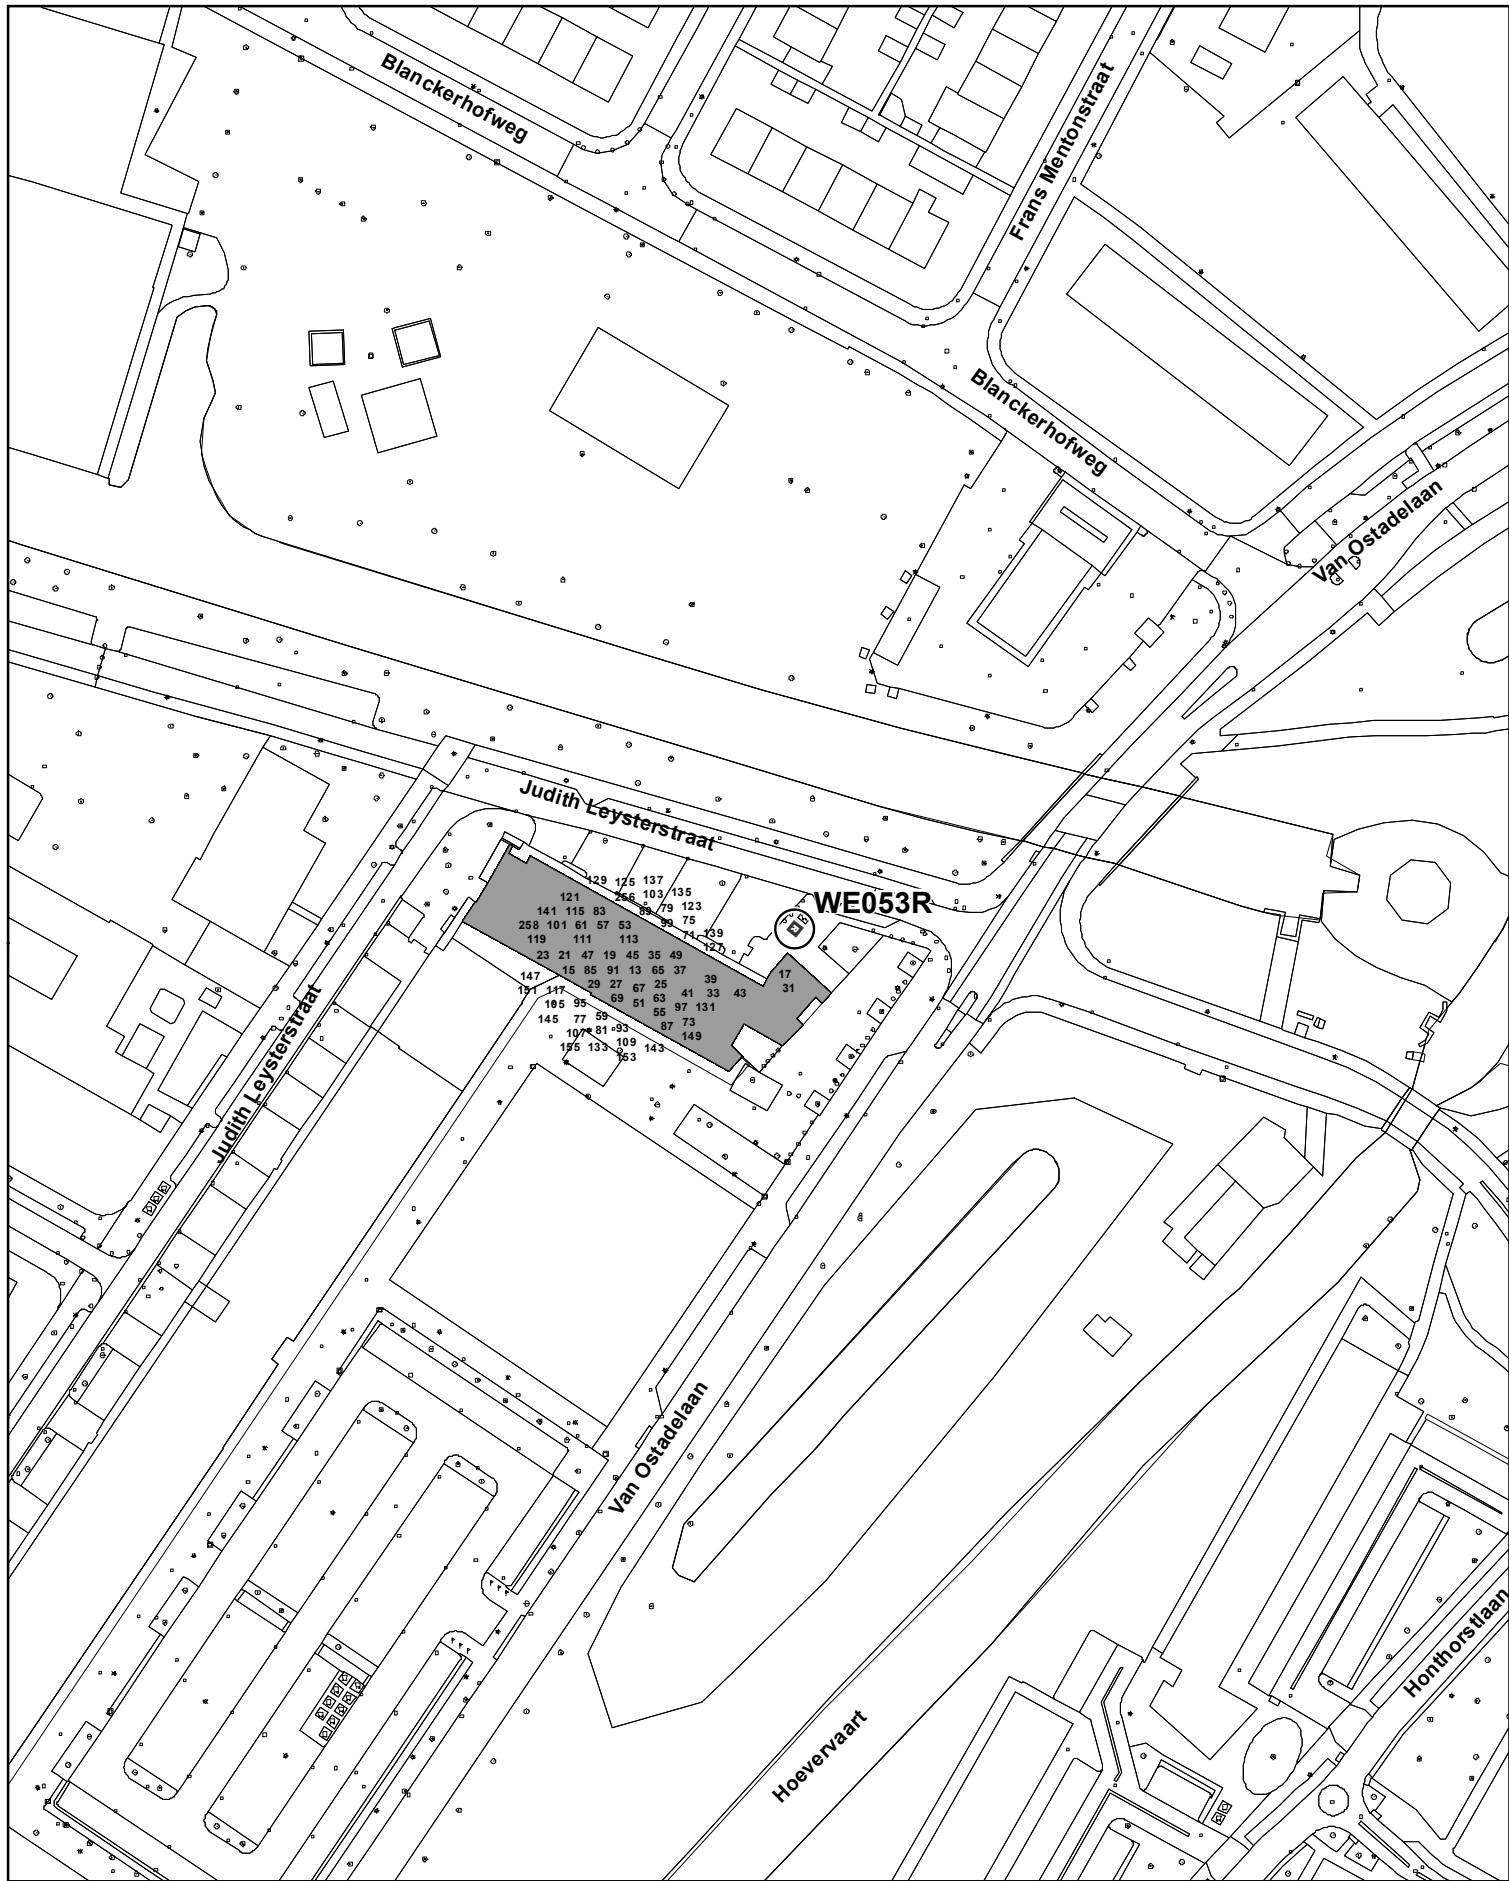 Blanckerhofweg
Frans Mentonstraat
Blanckerhofweg
Van Ostadelaan
Judith Leysterstraat
WE053R
129 125 137
121 256 103 135
141 115 83 89 79 123
258 101 61 57 53 99 75
119 111 113 71 139
127
23 21 47 19 45 35 49
147 15 85 91 13 65 37 39 17
151 117 29 27 67 25 41 33 43 31
105 95 69 51 63 97 131
145 77 59 55 73
107 81 93 87 149
155 133 109 143
153
Judith Leysterstraat
Van Ostadelaan
Honthorstlaan
Hoevervaart